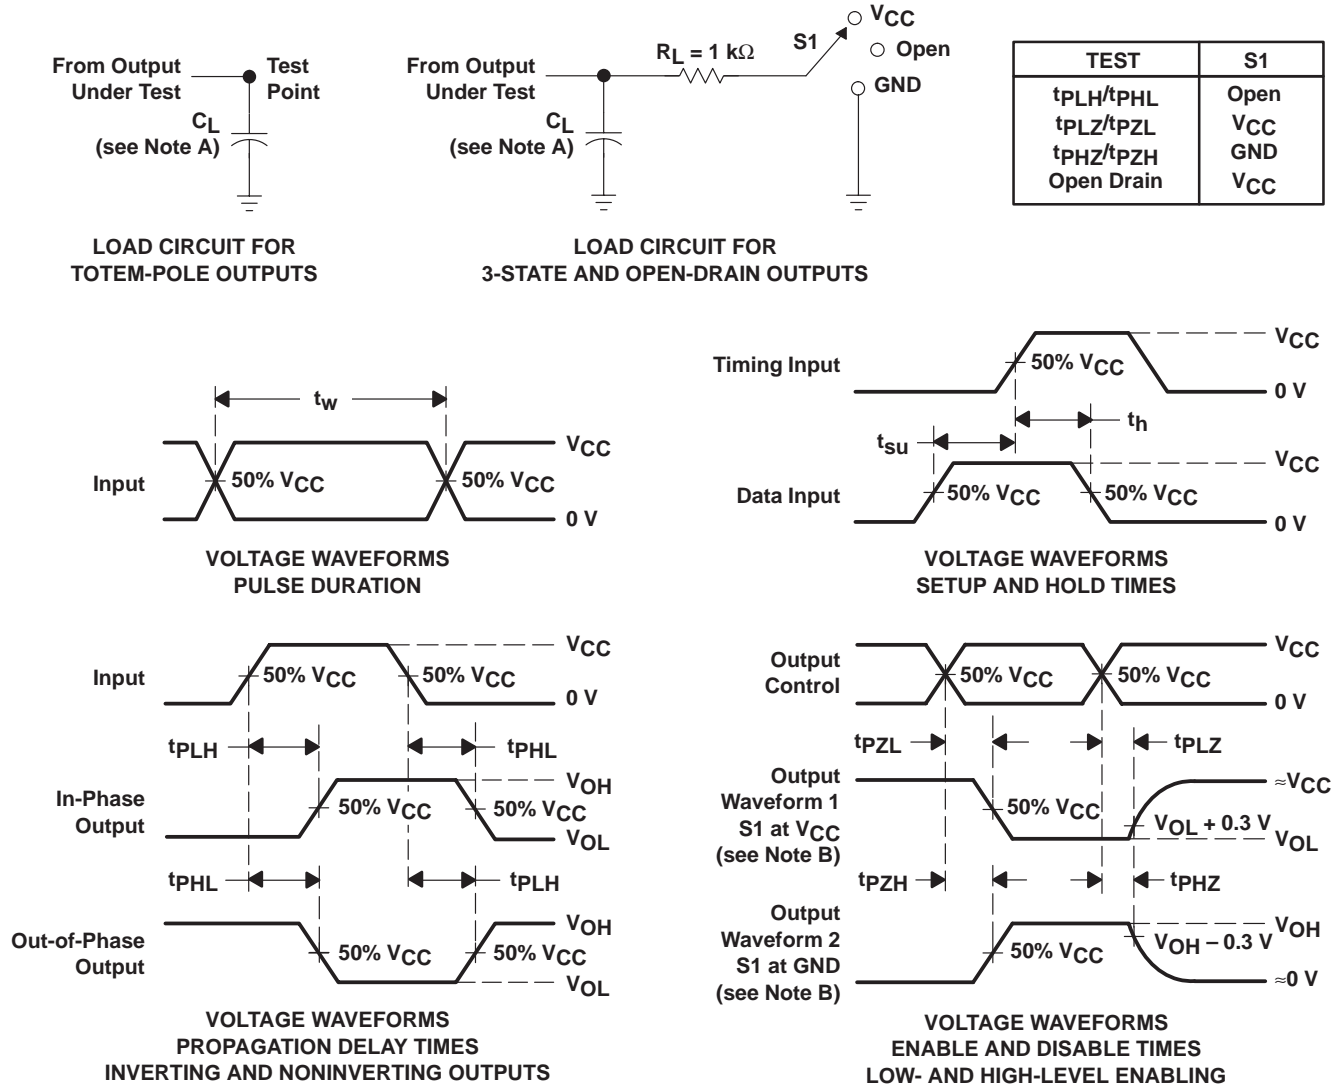 From Output
Under Test
Test
Point
CL
(see Note A)
LOAD CIRCUIT FOR
TOTEM-POLE OUTPUTS
From Output
Under Test
CL
(see Note A)
RL = 1 kΩ
S1
VCC
Open
GND
LOAD CIRCUIT FOR
3-STATE AND OPEN-DRAIN OUTPUTS
TEST S1
tPLH/tPHL Open
tPLZ/tPZL VCC
tPHZ/tPZH GND
Open Drain VCC
tw
Input
50% VCC
50% VCC
VCC
0 V
VOLTAGE WAVEFORMS
PULSE DURATION
Timing Input
50% VCC
VCC
0 V
tsu
th
Data Input
50% VCC
50% VCC
VCC
0 V
VOLTAGE WAVEFORMS
SETUP AND HOLD TIMES
Input
50% VCC
50% VCC
VCC
0 V
tPLH
tPHL
In-Phase
Output
50% VCC
50% VCC
VOH
VOL
tPHL
tPLH
Out-of-Phase
Output
50% VCC
50% VCC
VOH
VOL
VOLTAGE WAVEFORMS
PROPAGATION DELAY TIMES
INVERTING AND NONINVERTING OUTPUTS
Output
Control
50% VCC
50% VCC
VCC
0 V
tPZL
tPLZ
Output
Waveform 1
S1 at VCC
(see Note B)
50% VCC
VOL + 0.3 V
≈VCC
VOL
tPZH
tPHZ
Output
Waveform 2
S1 at GND
(see Note B)
50% VCC
VOH – 0.3 V
VOH
≈0 V
VOLTAGE WAVEFORMS
ENABLE AND DISABLE TIMES
LOW- AND HIGH-LEVEL ENABLING